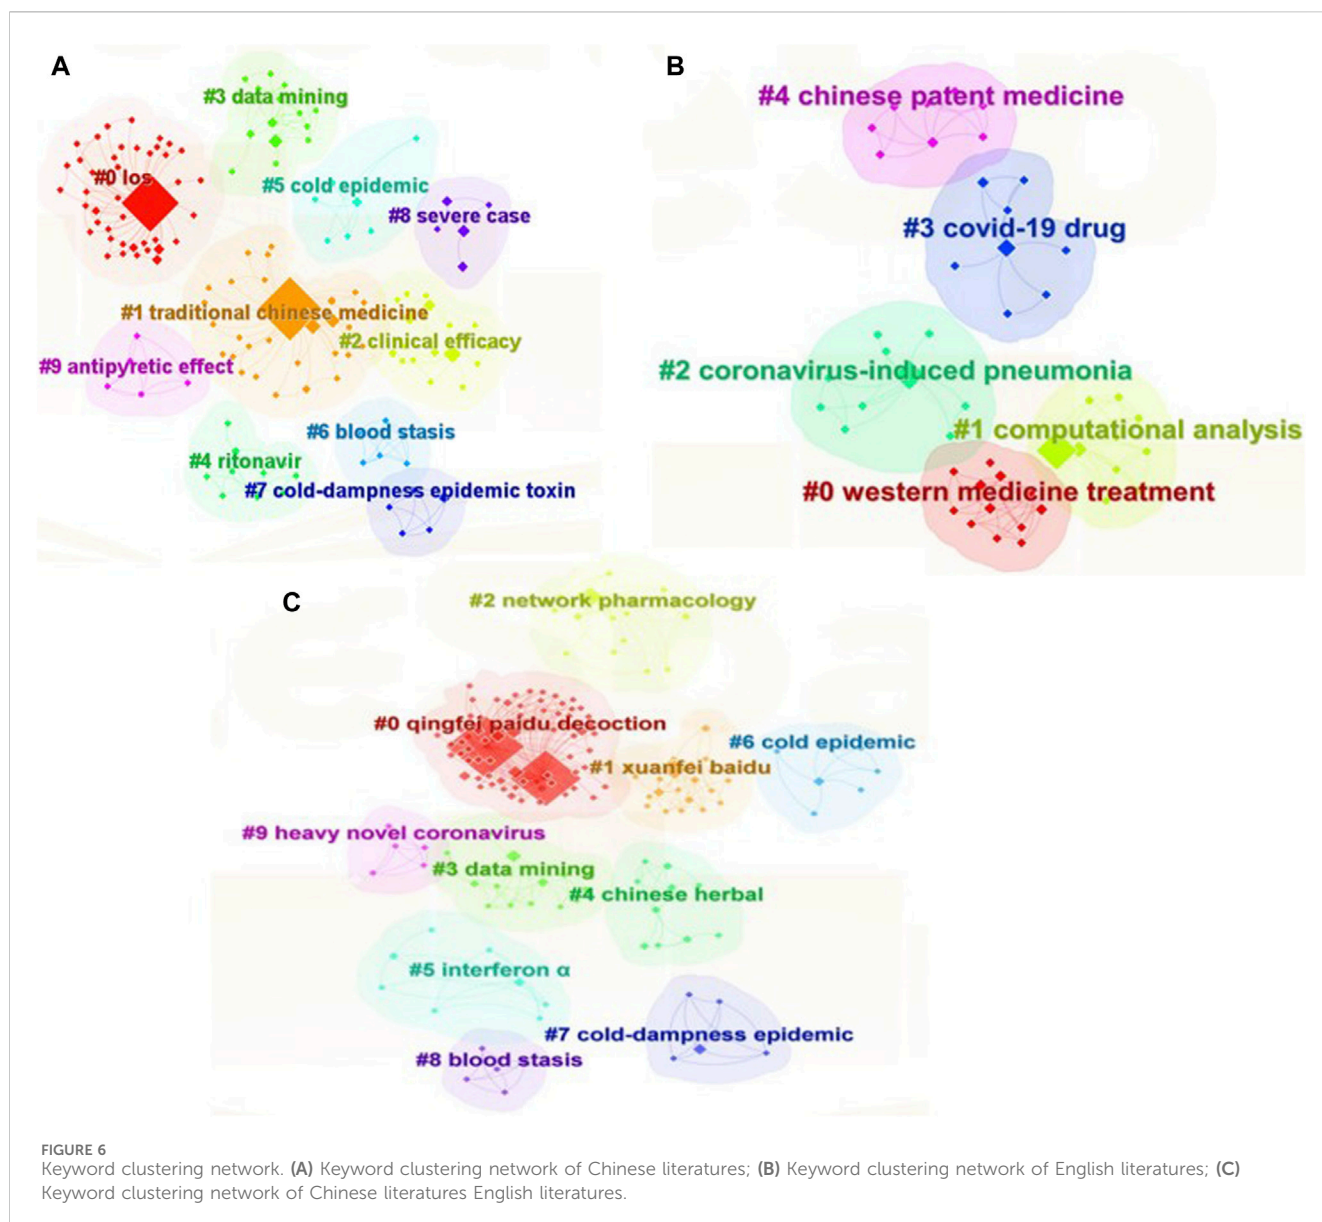 A
#3 data mining
#0 los
#5 cold epidemic
#8 severe case
#1 traditional chinese medicine
#2 clinical efficacy
#9 antipyretic effect
#6 blood stasis
#4 ritonavir
#7 cold-dampness epidemic toxin
B
#4 chinese patent medicine
#3 covid-19 drug
#2 coronavirus-induced pneumonia
#1 computational analysis
#0 western medicine treatment
C
#2 network pharmacology
#0 qingfei paidu decoction
#6 cold epidemic
#1 xuanfei baidu
#9 heavy novel coronavirus
#3 data mining
#4 chinese herbal
#5 interferon α
#7 cold-dampness epidemic
#8 blood stasis
FIGURE 6
Keyword clustering network. (A) Keyword clustering network of Chinese literatures; (B) Keyword clustering network of English literatures; (C)
Keyword clustering network of Chinese literatures English literatures.